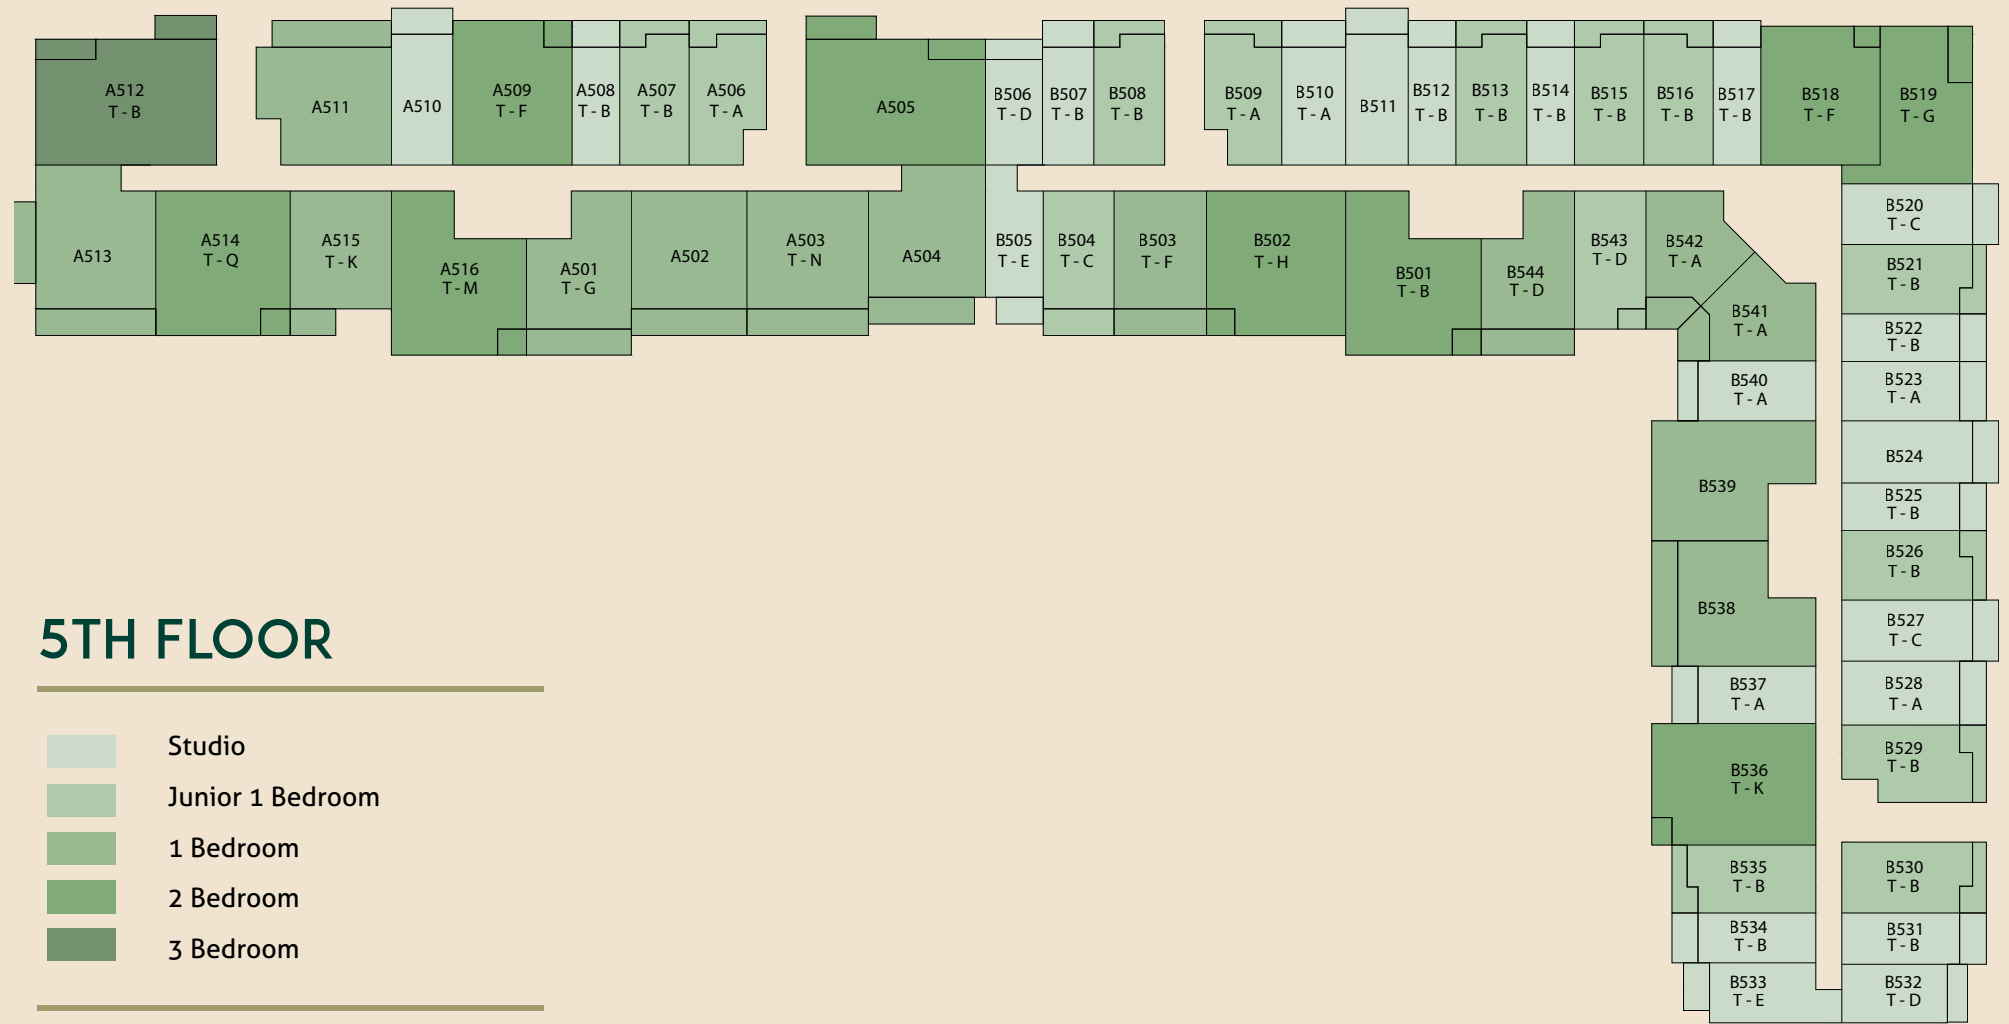 A512
T - B
A511
A510
A509
T - F
A508
T - B
A507
T - B
A506
T - A
A505
B506
T - D
B507
T - B
B508
T - B
B509
T - A
B510
T - A
B511
B512
T - B
B513
T - B
B514
T - B
B515
T - B
B516
T - B
B517
T - B
B518
T - F
B519
T - G
A513
A514
T - Q
A515
T - K
A516
T - M
A501
T - G
A502
A503
T - N
A504
B505
T - E
B504
T - C
B503
T - F
B502
T - H
B501
T - B
B544
T - D
B543
T - D
B542
T - A
B541
T - A
B540
T - A
B539
B538
B537
T - A
B536
T - K
B535
T - B
B534
T - B
B533
T - E
B520
T - C
B521
T - B
B522
T - B
B523
T - A
B524
B525
T - B
B526
T - B
B527
T - C
B528
T - A
B529
T - B
B530
T - B
B531
T - B
B532
T - D
5TH FLOOR
Studio
Junior 1 Bedroom
1 Bedroom
2 Bedroom
3 Bedroom